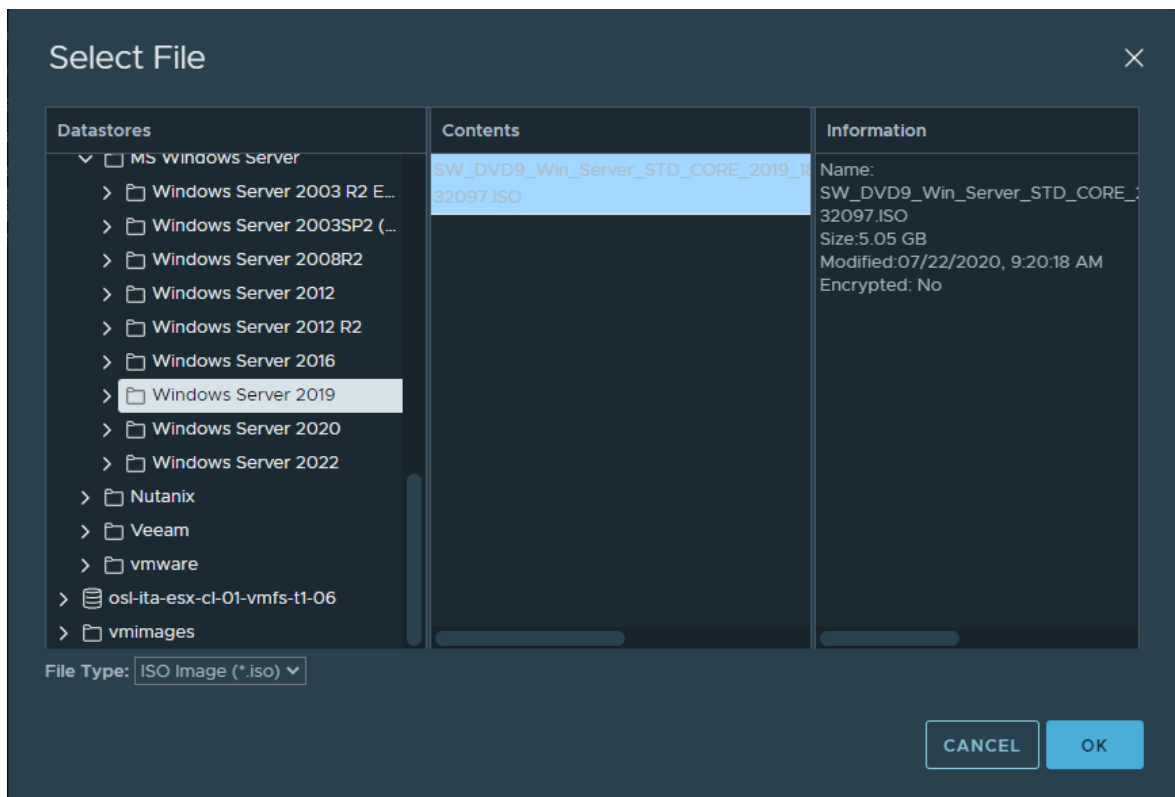 Select File
Datastores
MS Windows Server
Windows Server 2003 R2 E...
Windows Server 2003SP2 (...
Windows Server 2008R2
Windows Server 2012
Windows Server 2012 R2
Windows Server 2016
Windows Server 2019
Windows Server 2020
Windows Server 2022
Nutanix
Veeam
vmware
osl-ita-esx-cl-01-vmfs-t1-06
vmimages
Contents
SW_DVD9_Win_Server_STD_CORE_2019_18
32097.ISO
Information
Name:
SW_DVD9_Win_Server_STD_CORE_2
32097.ISO
Size:5.05 GB
Modified:07/22/2020, 9:20:18 AM
Encrypted: No
File Type: ISO Image (*.iso)
CANCEL
OK